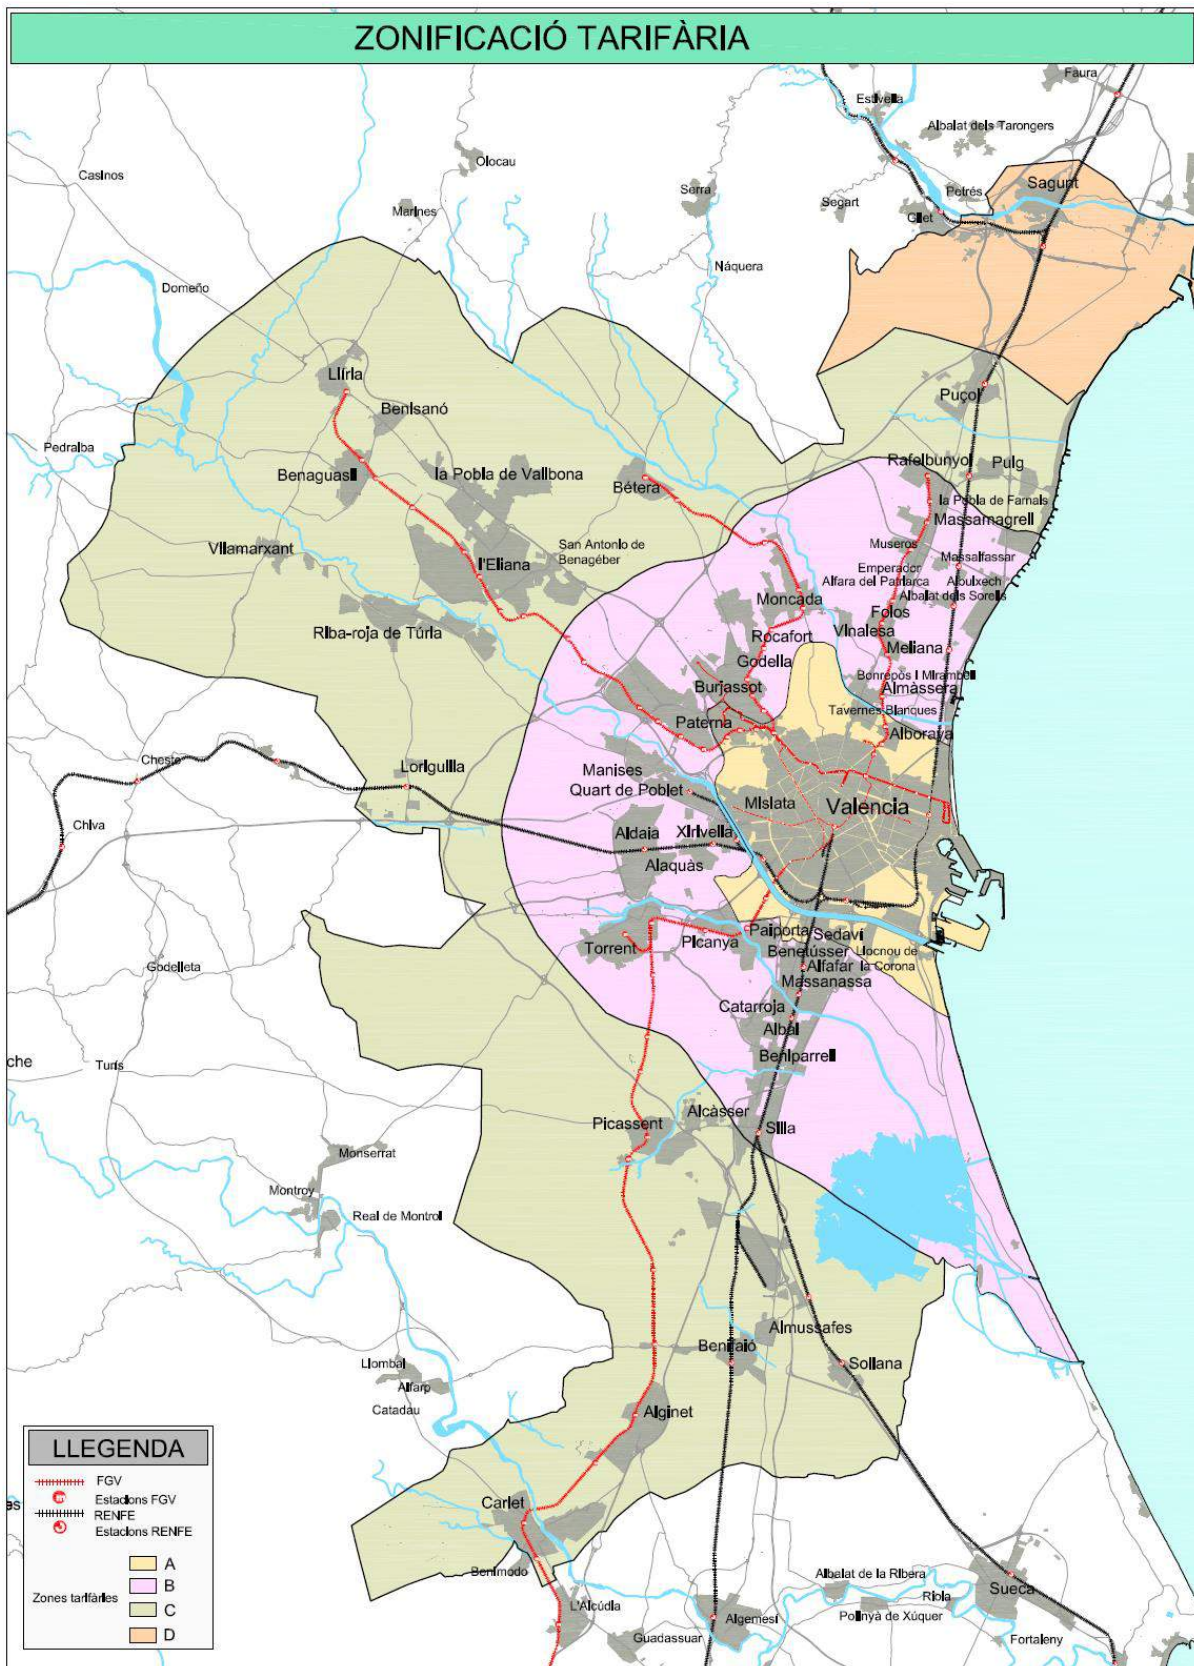 ZONIFICACIÓ TARIFÀRIA
Faura
Estivella
Albalat dels Tarongers
Olocau
Casinos
Serra
Petrés
Sagunt
Segart
Gilet
Marines
Náquera
Domeño
Llíria
Puçol
Benisanó
Pedralba
Rafelbunyol
Puig
Benaguasil
la Pobla de Vallbona
Bétera
la Pobla de Farnals
Massamagrell
Vilamarxant
San Antonio de
Benagéber
Museros
Massalfassar
l'Eliana
Emperador
Alfara del Patriarca
Albuixech
Moncada
Albalat dels Sorells
Foios
Riba-roja de Túria
Rocafort
Vinalesa
Meliana
Godella
Bonrepòs i Mirambell
Burjassot
Almàssera
Tavernes Blanques
Paterna
Alboraya
Cheste
Loriguilla
Manises
Quart de Poblet
Mislata
Valencia
Chiva
Aldaia
Xirivella
Alaquàs
Torrent
Picanya
Paiporta
Sedaví
Benetússer
Llocnou de
la Corona
Alfafar
Godelleta
Massanassa
Catarroja
Albal
Beniparrell
che
Turís
Alcàsser
Picassent
Silla
Monserrat
Montroy
Real de Montroi
Almussafes
Benifaió
Sollana
Llombai
Alfarp
Catadau
Alginet
LLEGENDA
FGV
Estacions FGV
RENFE
Estacions RENFE
Zones tarifàries
A
B
C
D
as
Carlet
Benimodo
L'Alcúdia
Guadassuar
Algemesí
Albalat de la Ribera
Polinyà de Xúquer
Riola
Sueca
Fortaleny